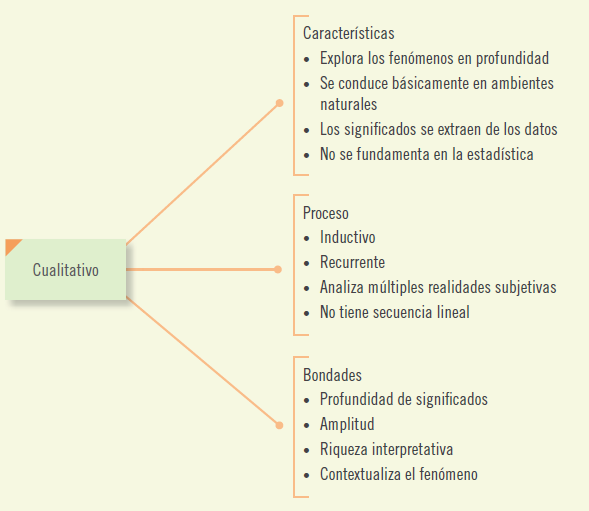 Cualitativo
Características
• Explora los fenómenos en profundidad
• Se conduce básicamente en ambientes
naturales
• Los significados se extraen de los datos
• No se fundamenta en la estadística
Proceso
• Inductivo
• Recurrente
• Analiza múltiples realidades subjetivas
• No tiene secuencia lineal
Bondades
• Profundidad de significados
• Amplitud
• Riqueza interpretativa
• Contextualiza el fenómeno